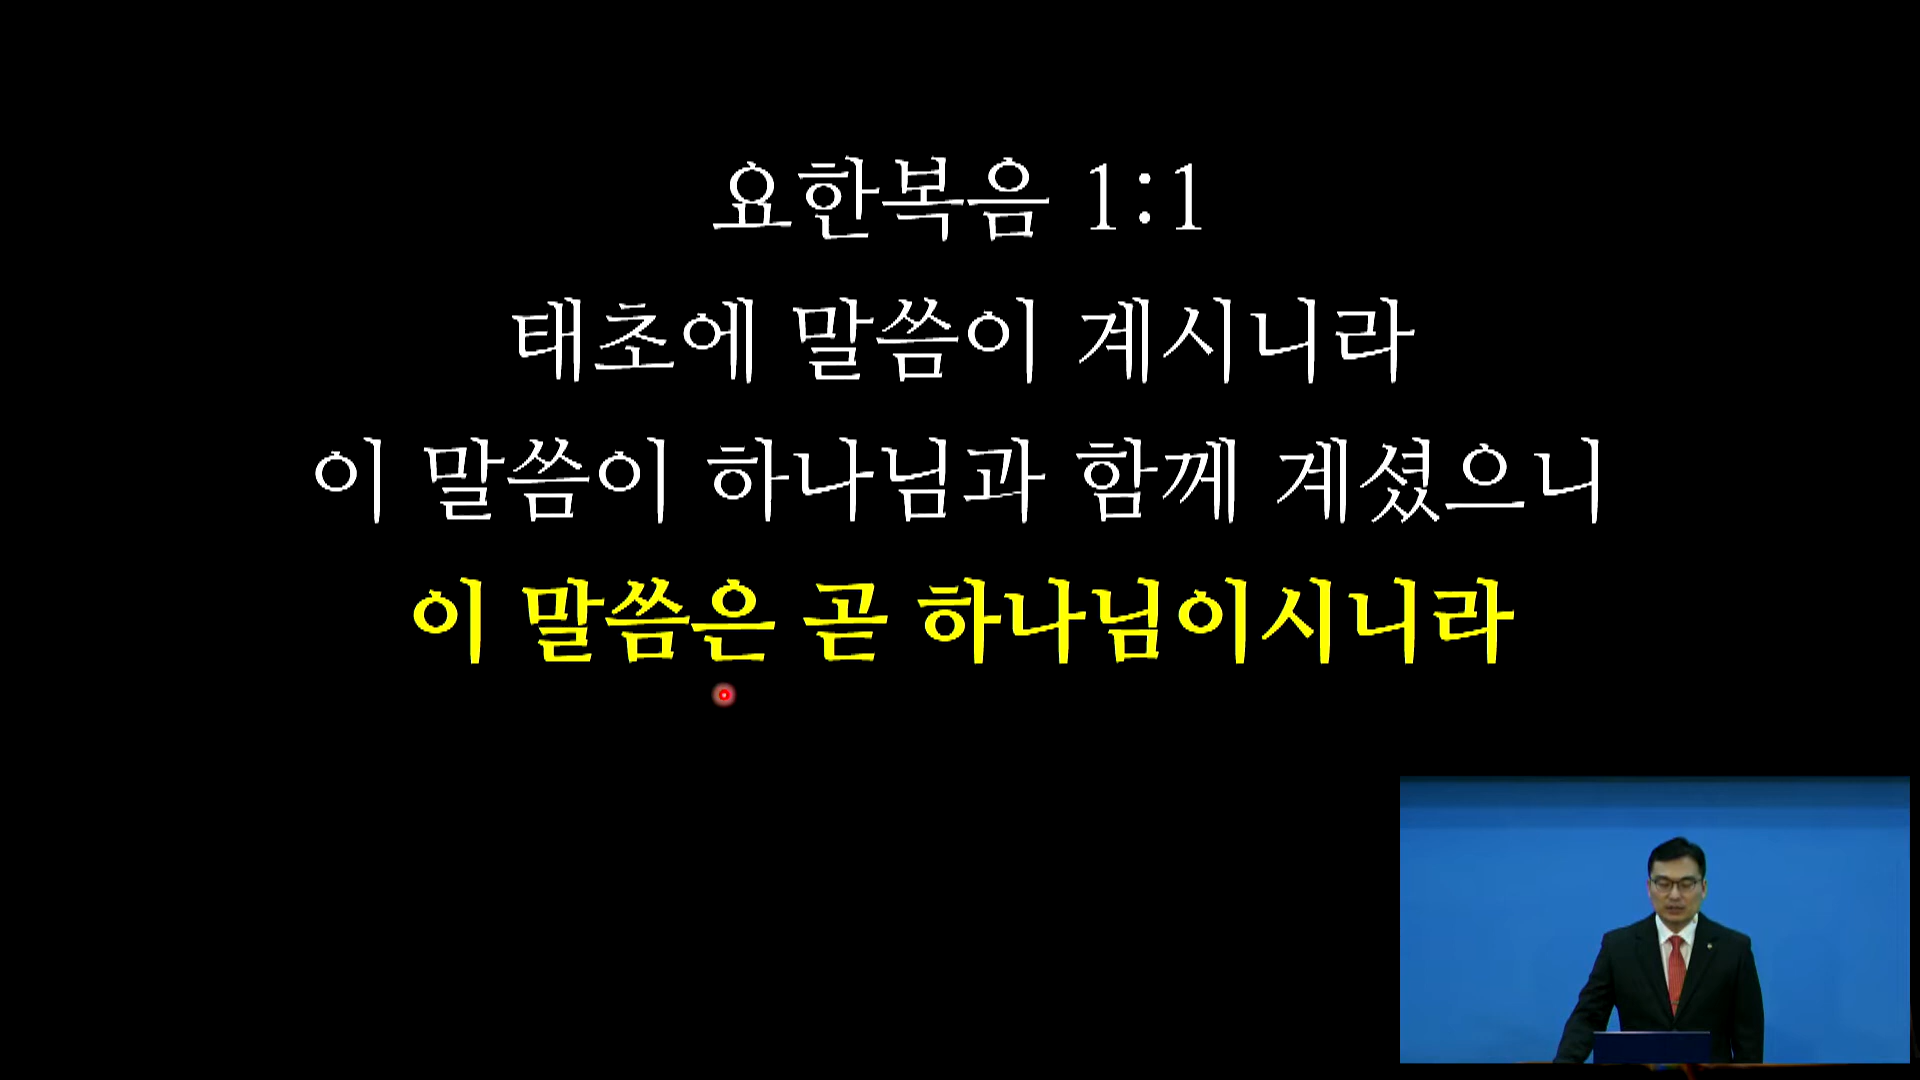 요한복음 1:1
태초에 말씀이 계시니라
이 말씀이 하나님과 함께 계셨으니
이 말씀은 곧 하나님이시니라